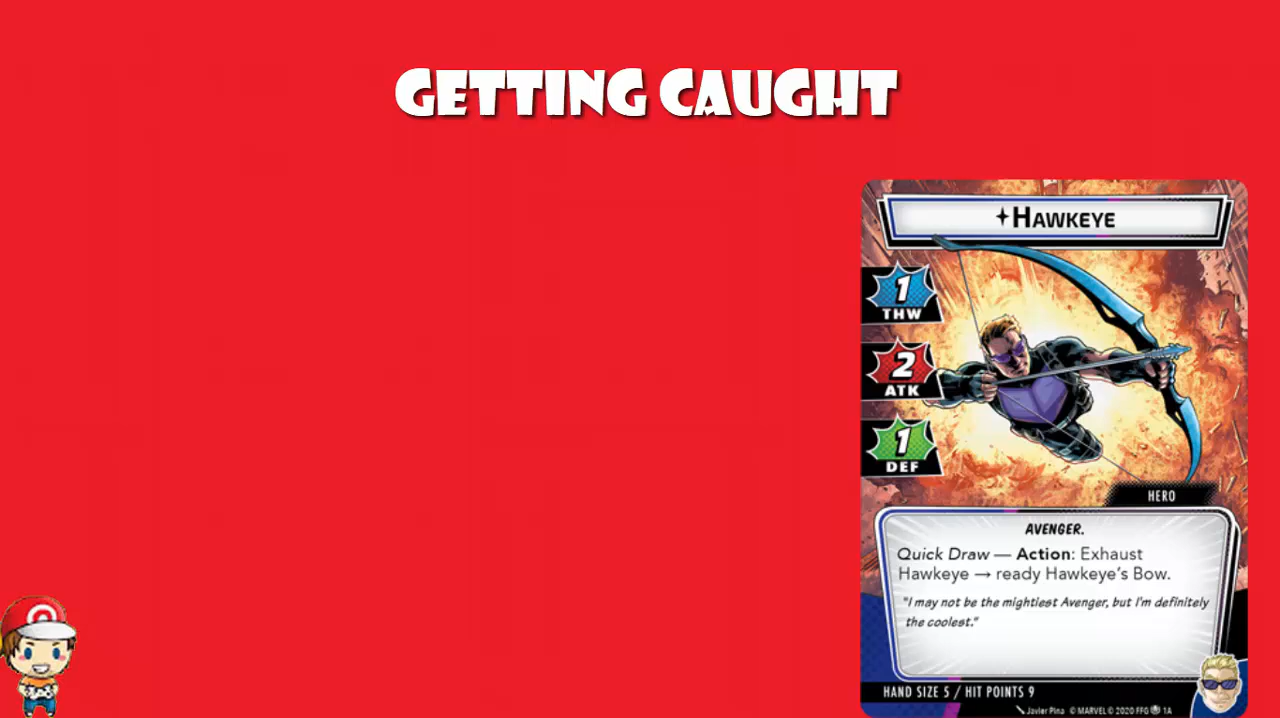 GETTING CAUGHT
HAWKEYE
1
THW
2
ATK
1
DEF
HERO
AVENGER.
Quick Draw — Action: Exhaust
Hawkeye → ready Hawkeye's Bow.
"I may not be the mightiest Avenger, but I'm definitely
the coolest."
HAND SIZE 5 / HIT POINTS 9
Javier Pina © MARVEL © 2020 FFG 1A